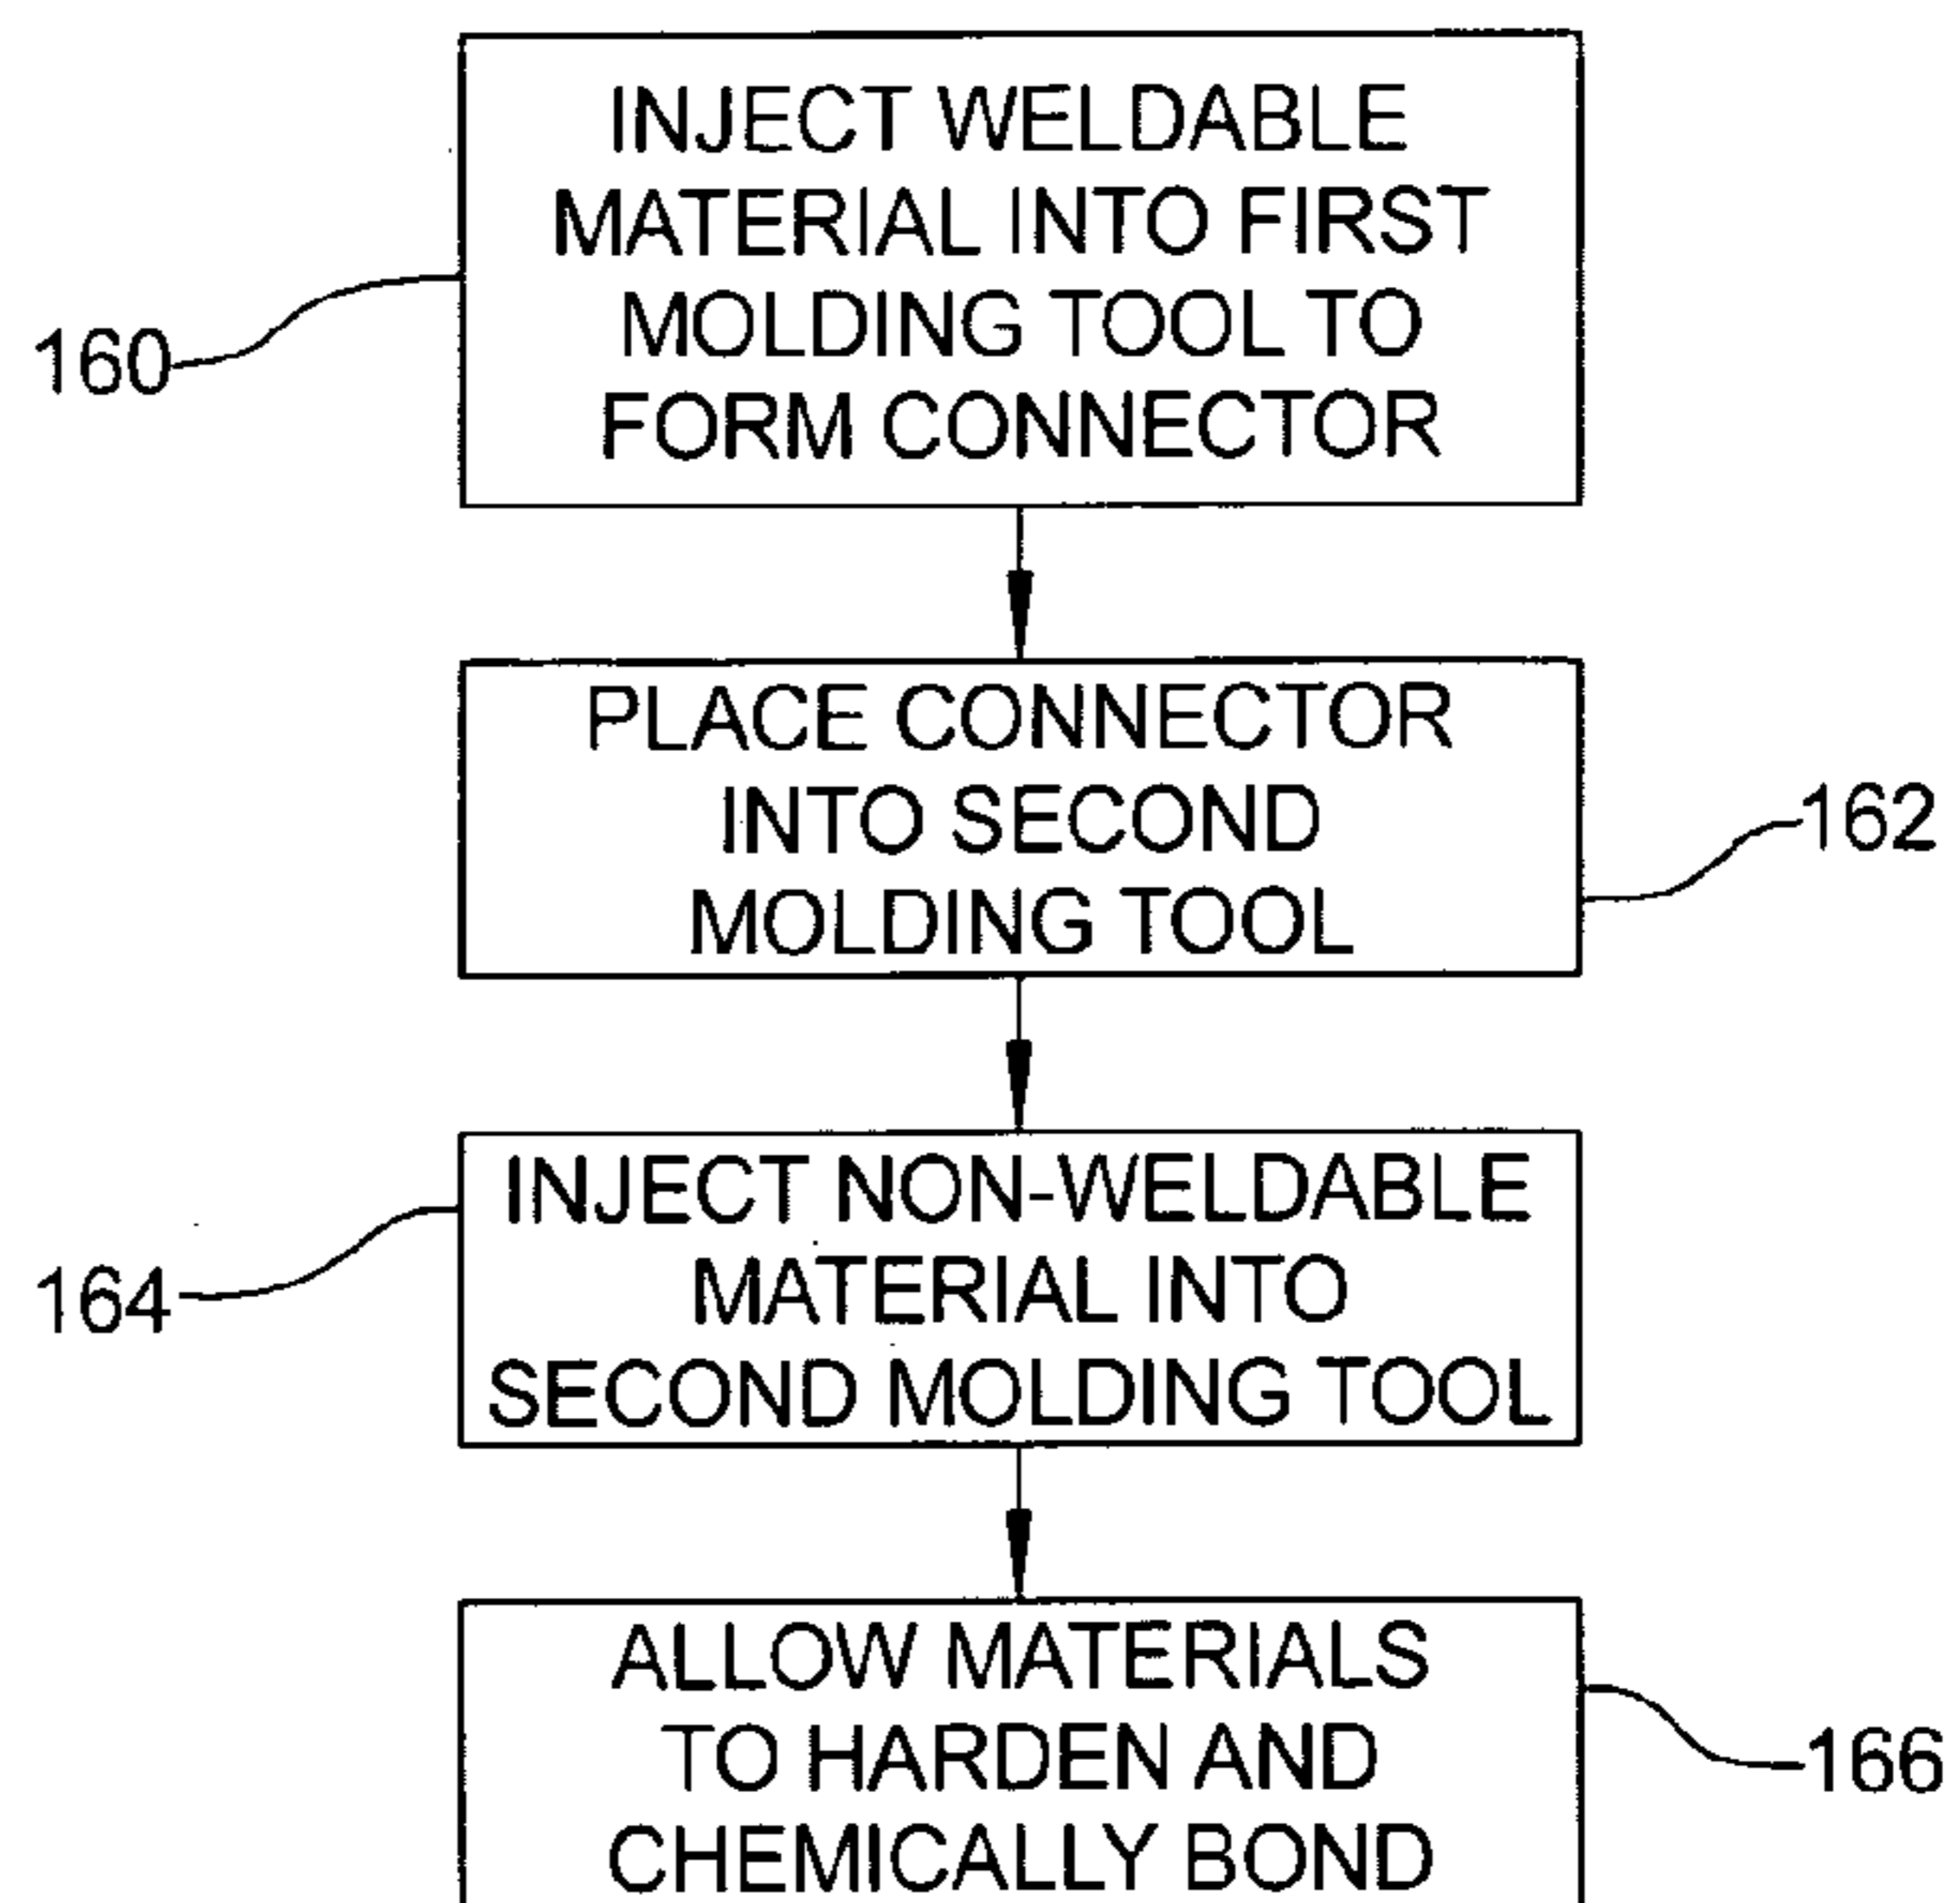 INJECT WELDABLE
MATERIAL INTO FIRST
MOLDING TOOL TO
FORM CONNECTOR
160
PLACE CONNECTOR
INTO SECOND
MOLDING TOOL
162
INJECT NON-WELDABLE
MATERIAL INTO
SECOND MOLDING TOOL
164
ALLOW MATERIALS
TO HARDEN AND
CHEMICALLY BOND
166